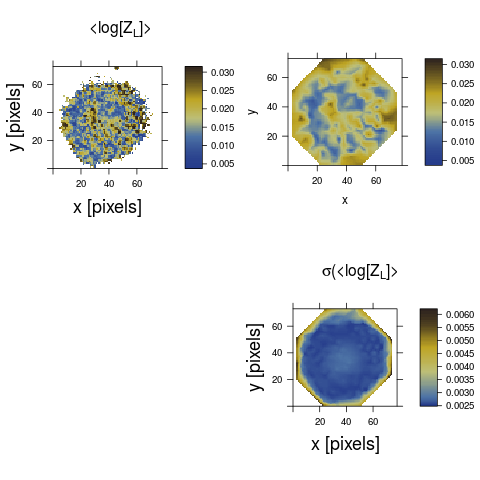 <log[Z_L]>
y [pixels]
60
40
20
20 40 60
x [pixels]
0.030
0.025
0.020
0.015
0.010
0.005
y
60
40
20
20 40 60
x
0.030
0.025
0.020
0.015
0.010
0.005
σ(<log[Z_L]>
y [pixels]
60
40
20
20 40 60
x [pixels]
0.0060
0.0055
0.0050
0.0045
0.0040
0.0035
0.0030
0.0025